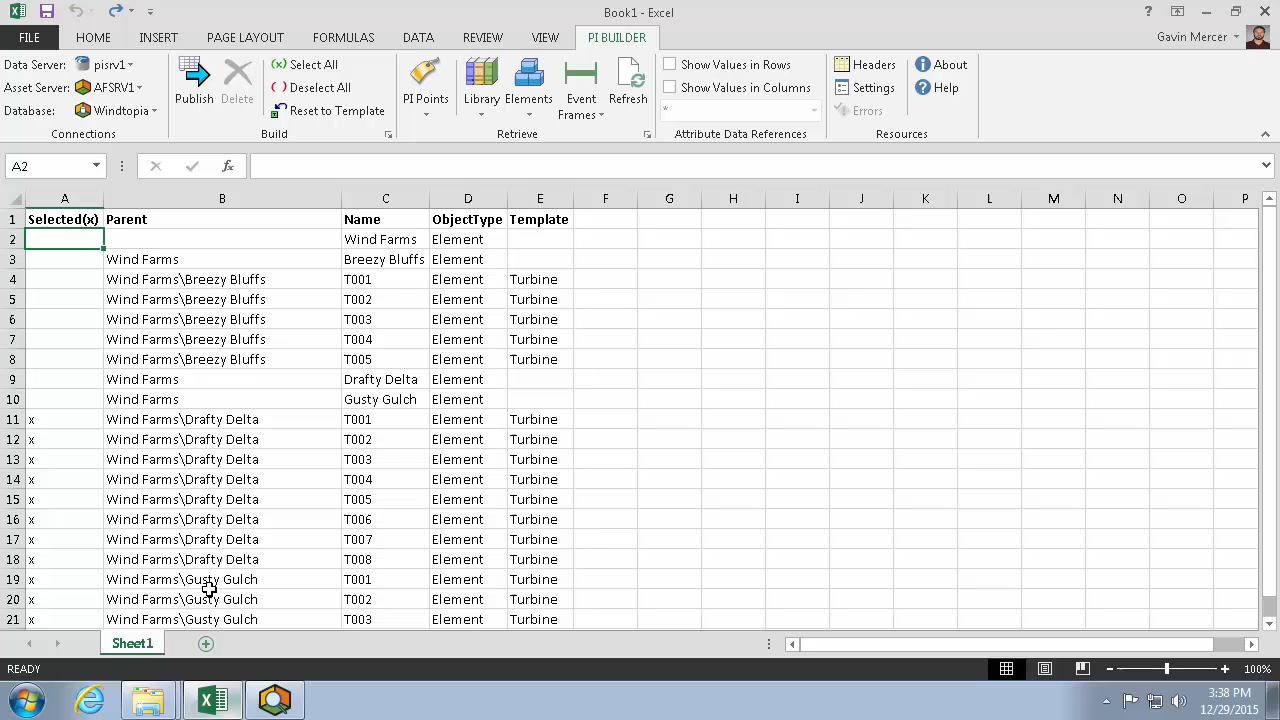 Book1 - Excel
FILE HOME INSERT PAGE LAYOUT FORMULAS DATA REVIEW VIEW PI BUILDER Gavin Mercer
Data Server: pisrv1 Publish Delete (x) Select All PI Points Library Elements Event Frames Refresh Show Values in Rows Headers About
Asset Server: AFSRV1 ( ) Deselect All Show Values in Columns Settings Help
Database: Windtopia Reset to Template * Errors
Connections Build Retrieve Attribute Data References Resources
A2 fx
A B C D E F G H I J K L M N O P
1 Selected(x) Parent Name ObjectType Template
2 Wind Farms Element
3 Wind Farms Breezy Bluffs Element
4 Wind Farms\Breezy Bluffs T001 Element Turbine
5 Wind Farms\Breezy Bluffs T002 Element Turbine
6 Wind Farms\Breezy Bluffs T003 Element Turbine
7 Wind Farms\Breezy Bluffs T004 Element Turbine
8 Wind Farms\Breezy Bluffs T005 Element Turbine
9 Wind Farms Drafty Delta Element
10 Wind Farms Gusty Gulch Element
11 x Wind Farms\Drafty Delta T001 Element Turbine
12 x Wind Farms\Drafty Delta T002 Element Turbine
13 x Wind Farms\Drafty Delta T003 Element Turbine
14 x Wind Farms\Drafty Delta T004 Element Turbine
15 x Wind Farms\Drafty Delta T005 Element Turbine
16 x Wind Farms\Drafty Delta T006 Element Turbine
17 x Wind Farms\Drafty Delta T007 Element Turbine
18 x Wind Farms\Drafty Delta T008 Element Turbine
19 x Wind Farms\Gusty Gulch T001 Element Turbine
20 x Wind Farms\Gusty Gulch T002 Element Turbine
21 x Wind Farms\Gusty Gulch T003 Element Turbine
Sheet1
READY 100%
3:38 PM
12/29/2015